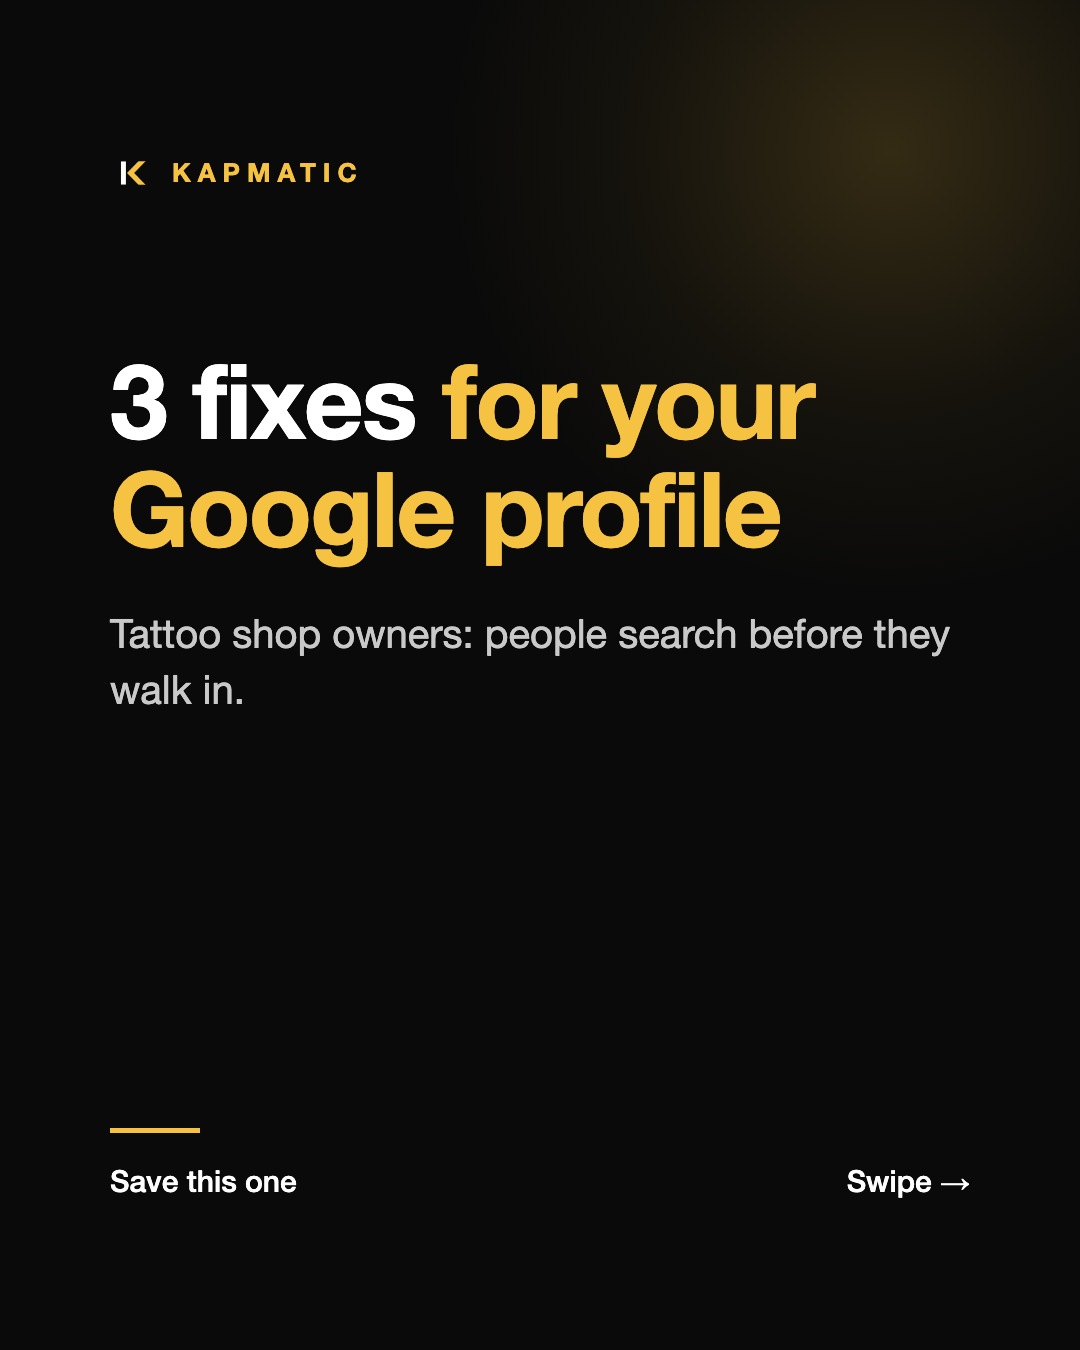 KAPMATIC
3 fixes for your
Google profile
Tattoo shop owners: people search before they
walk in.
Save this one
Swipe →